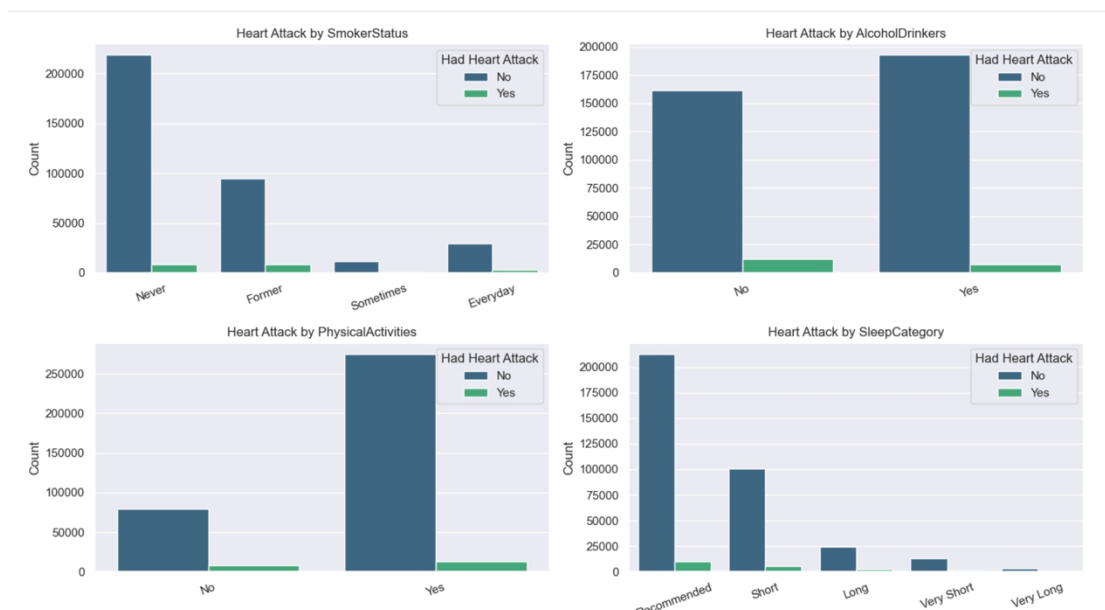 Heart Attack by SmokerStatus
Count
200000
150000
100000
50000
0
Had Heart Attack
No
Yes
Never
Former
Sometimes
Everyday
Heart Attack by AlcoholDrinkers
Count
200000
175000
150000
125000
100000
75000
50000
25000
0
Had Heart Attack
No
Yes
No
Yes
Heart Attack by PhysicalActivities
Count
250000
200000
150000
100000
50000
0
Had Heart Attack
No
Yes
No
Yes
Heart Attack by SleepCategory
Count
200000
175000
150000
125000
100000
75000
50000
25000
0
Had Heart Attack
No
Yes
Recommended
Short
Long
Very Short
Very Long